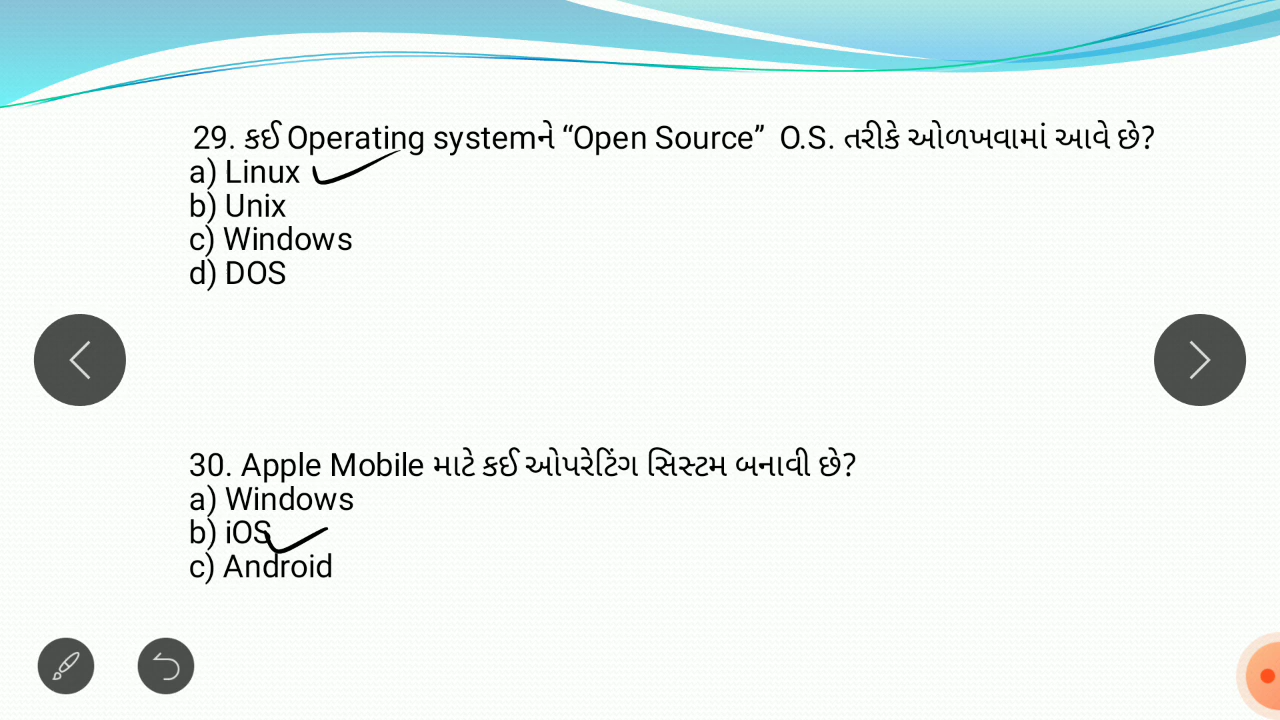 29. કઈ Operating systemને “Open Source” O.S. તરીકે ઓળખવામાં આવે છે?
a) Linux
b) Unix
c) Windows
d) DOS
30. Apple Mobile માટે કઈ ઓપરેટિંગ સિસ્ટમ બનાવી છે?
a) Windows
b) iOS
c) Android